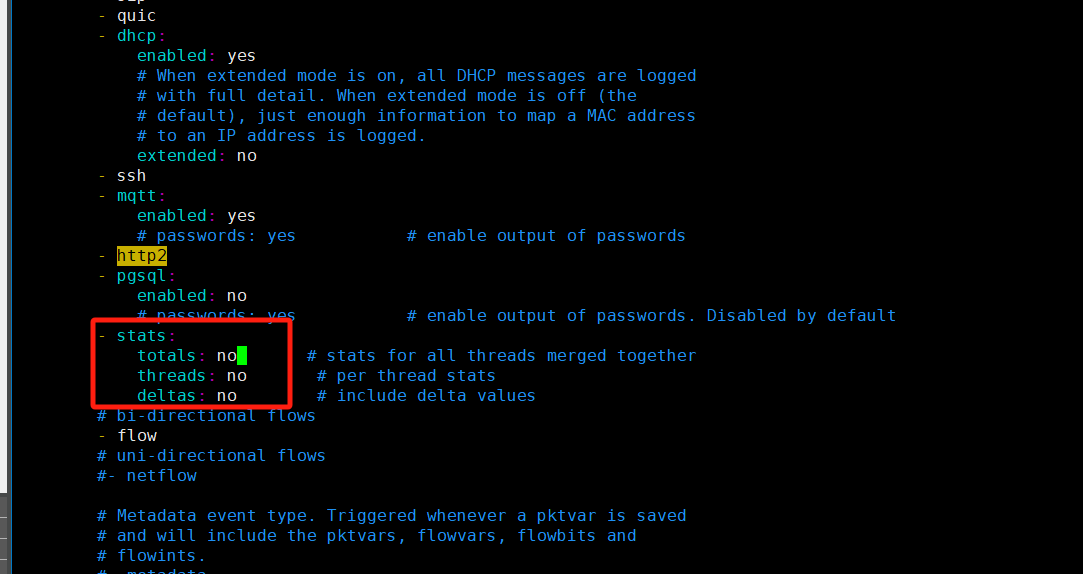 - quic
- dhcp:
enabled: yes
# When extended mode is on, all DHCP messages are logged
# with full detail. When extended mode is off (the
# default), just enough information to map a MAC address
# to an IP address is logged.
extended: no
- ssh
- mqtt:
enabled: yes
# passwords: yes # enable output of passwords
- http2
- pgsql:
enabled: no
# passwords: yes # enable output of passwords. Disabled by default
- stats:
totals: no # stats for all threads merged together
threads: no # per thread stats
deltas: no # include delta values
# bi-directional flows
- flow
# uni-directional flows
#- netflow
# Metadata event type. Triggered whenever a pktvar is saved
# and will include the pktvars, flowvars, flowbits and
# flowints.